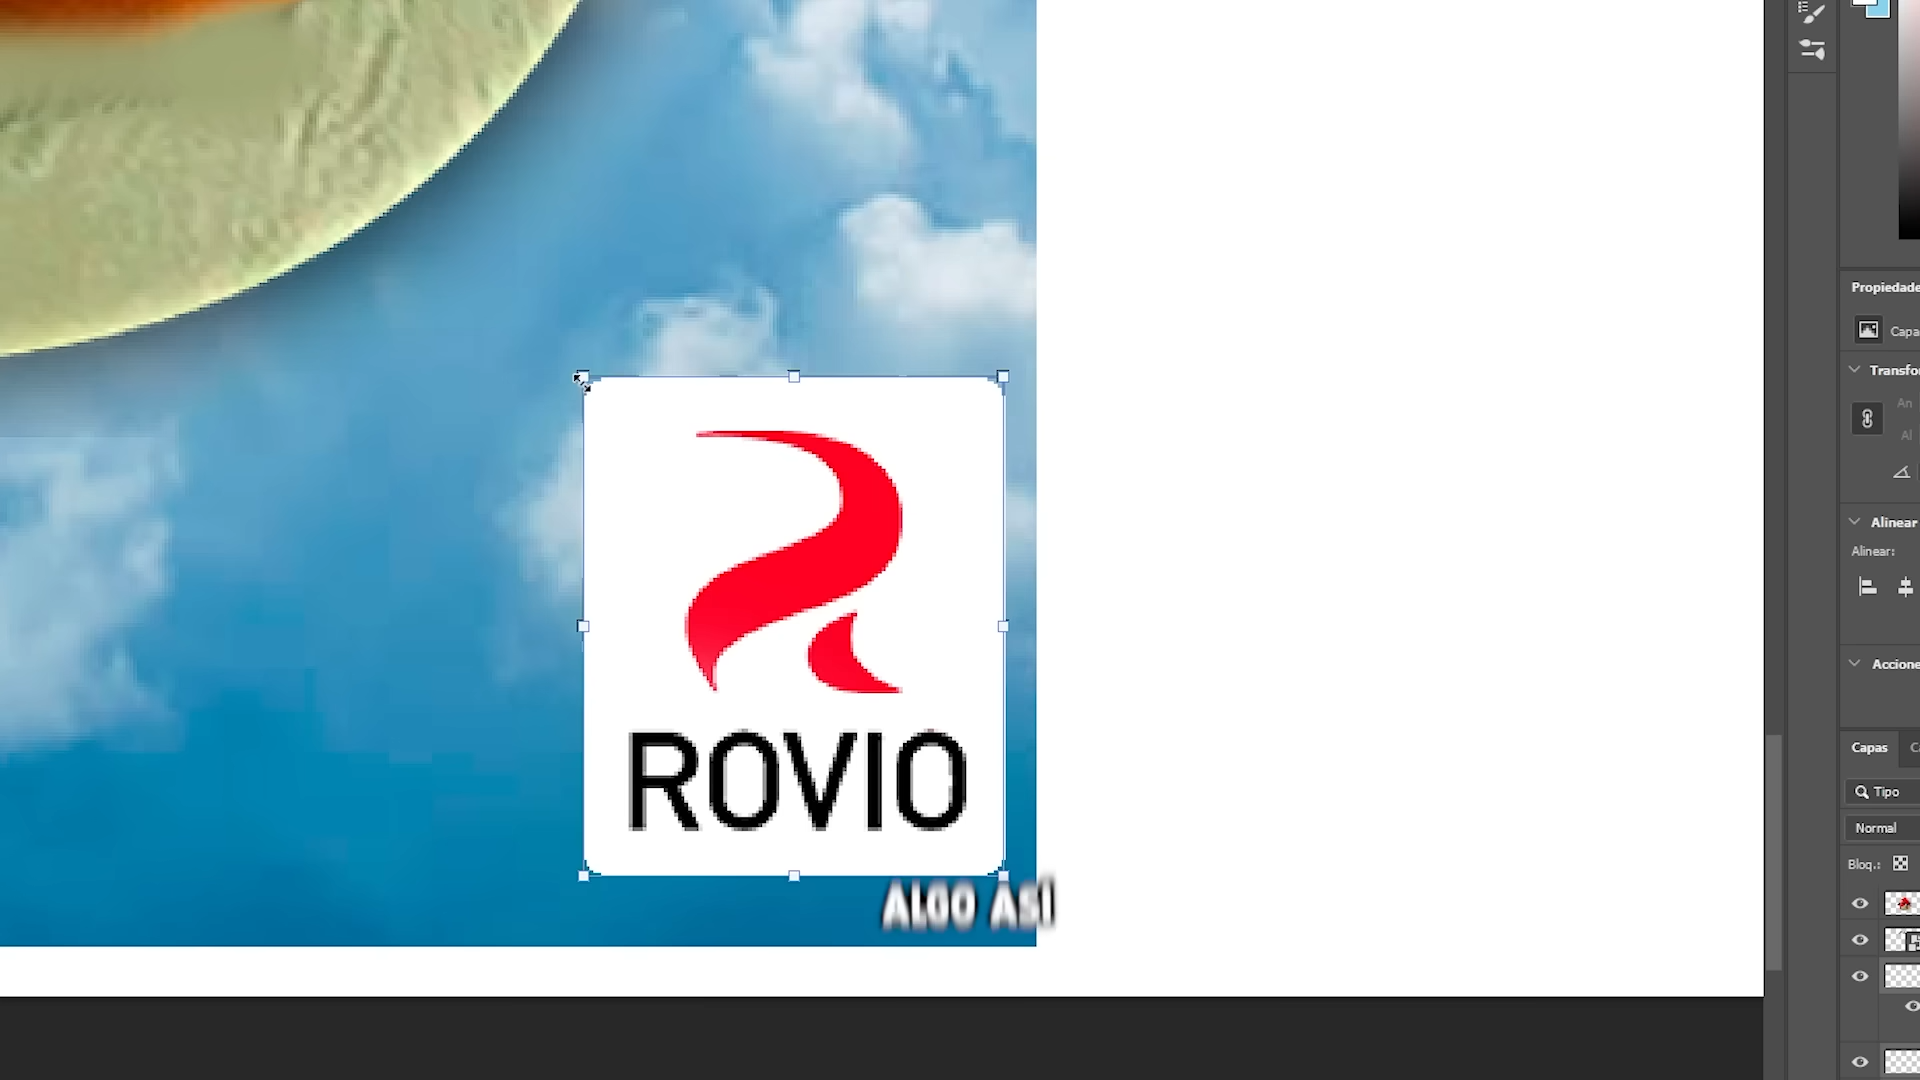 Propiedade
Capa
Transfo
An
Al
Alinear
Alinear:
Accione
ROVIO
Capas
Tipo
Normal
Bloq.:
ALGO ASÍ